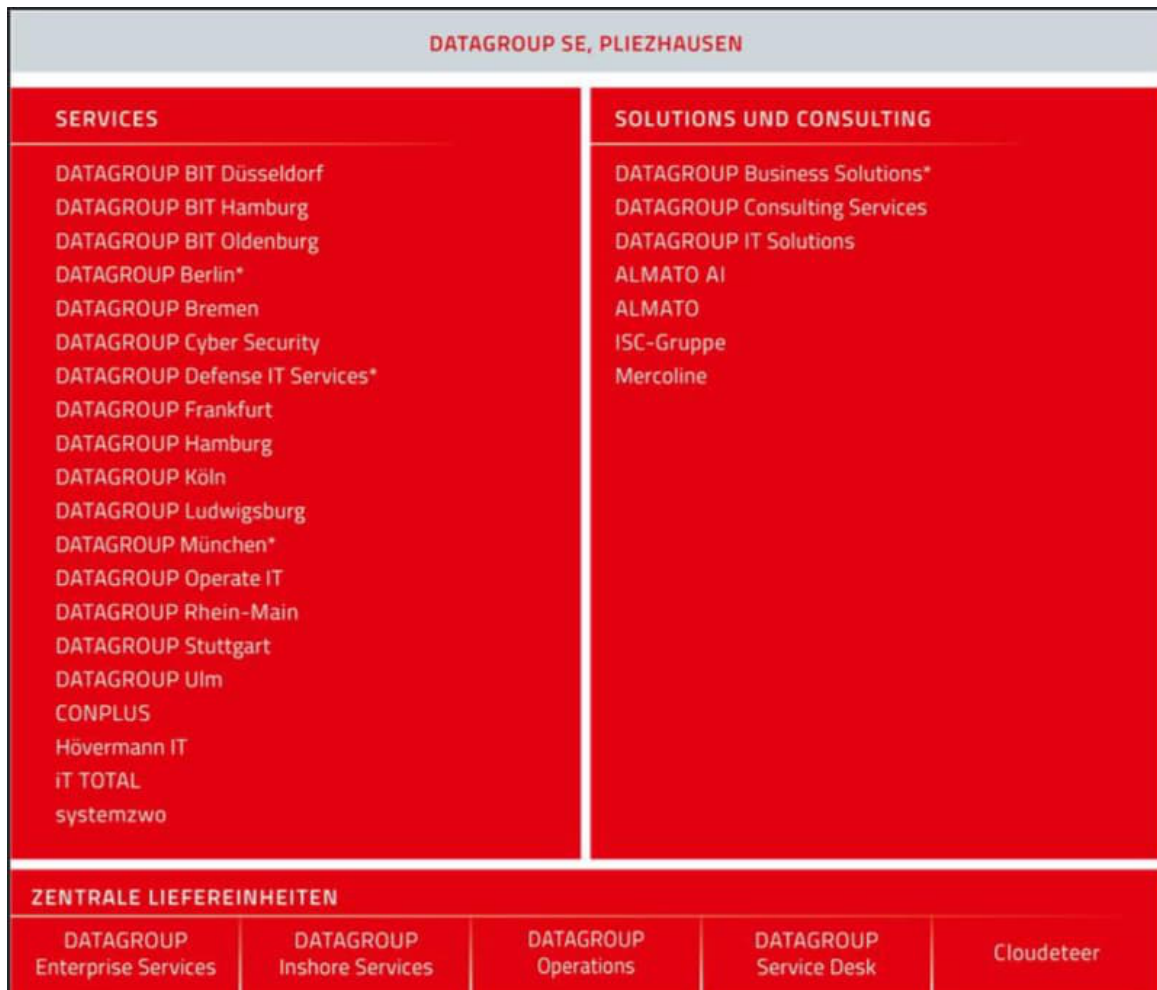 DATAGROUP SE, PLIEZHAUSEN
SERVICES
DATAGROUP BIT Düsseldorf
DATAGROUP BIT Hamburg
DATAGROUP BIT Oldenburg
DATAGROUP Berlin*
DATAGROUP Bremen
DATAGROUP Cyber Security
DATAGROUP Defense IT Services*
DATAGROUP Frankfurt
DATAGROUP Hamburg
DATAGROUP Köln
DATAGROUP Ludwigsburg
DATAGROUP München*
DATAGROUP Operate IT
DATAGROUP Rhein-Main
DATAGROUP Stuttgart
DATAGROUP Ulm
CONPLUS
Hövermann IT
iT TOTAL
systemzwo
SOLUTIONS UND CONSULTING
DATAGROUP Business Solutions*
DATAGROUP Consulting Services
DATAGROUP IT Solutions
ALMATO AI
ALMATO
ISC-Gruppe
Mercoline
ZENTRALE LIEFEREINHEITEN
DATAGROUP
Enterprise Services
DATAGROUP
Inshore Services
DATAGROUP
Operations
DATAGROUP
Service Desk
Cloudeteer